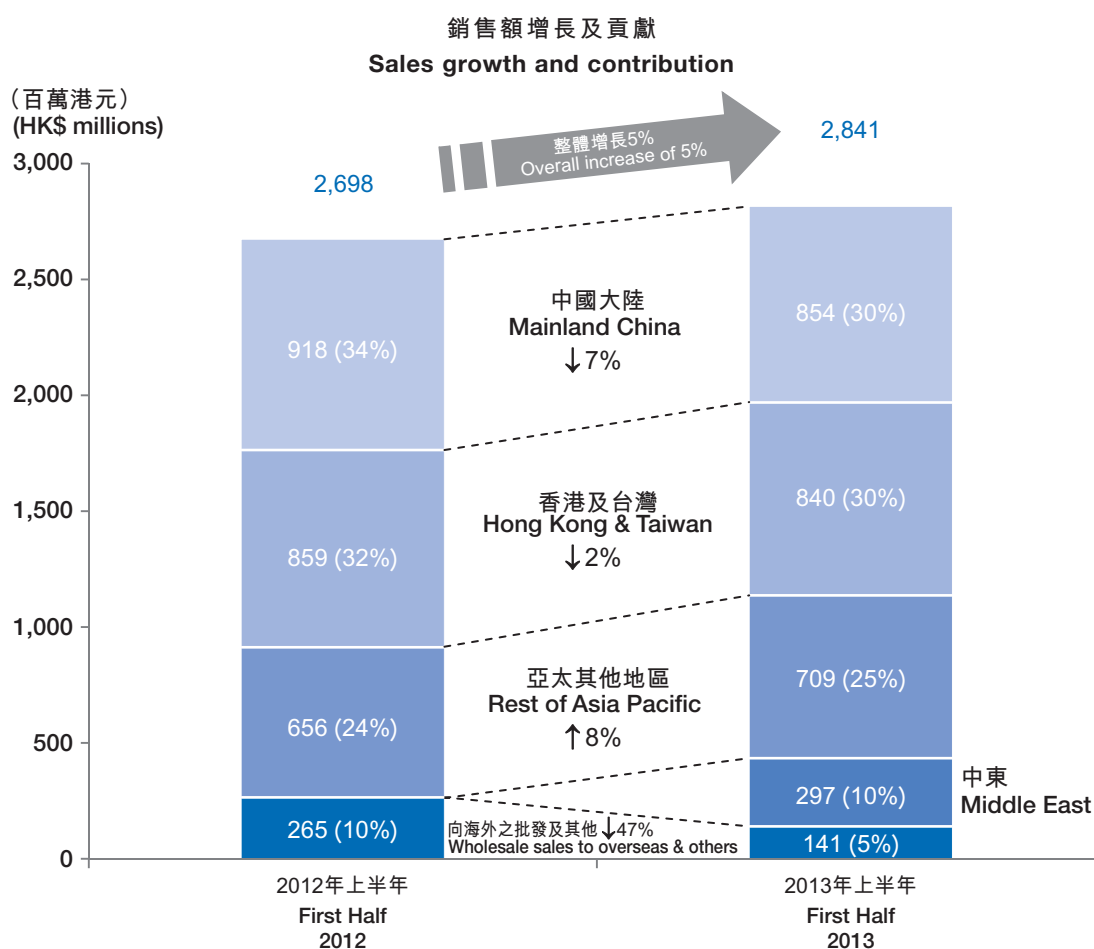 銷售額增長及貢獻
Sales growth and contribution
（百萬港元）
(HK$ millions)
3,000
2,500
2,000
1,500
1,000
500
0
2,698
整體增長5%
Overall increase of 5%
2,841
918 (34%)
859 (32%)
656 (24%)
265 (10%)
中國大陸
Mainland China
↓7%
香港及台灣
Hong Kong & Taiwan
↓2%
亞太其他地區
Rest of Asia Pacific
↑8%
向海外之批發及其他 ↓47%
Wholesale sales to overseas & others
854 (30%)
840 (30%)
709 (25%)
297 (10%)
141 (5%)
中東
Middle East
2012年上半年
First Half
2012
2013年上半年
First Half
2013